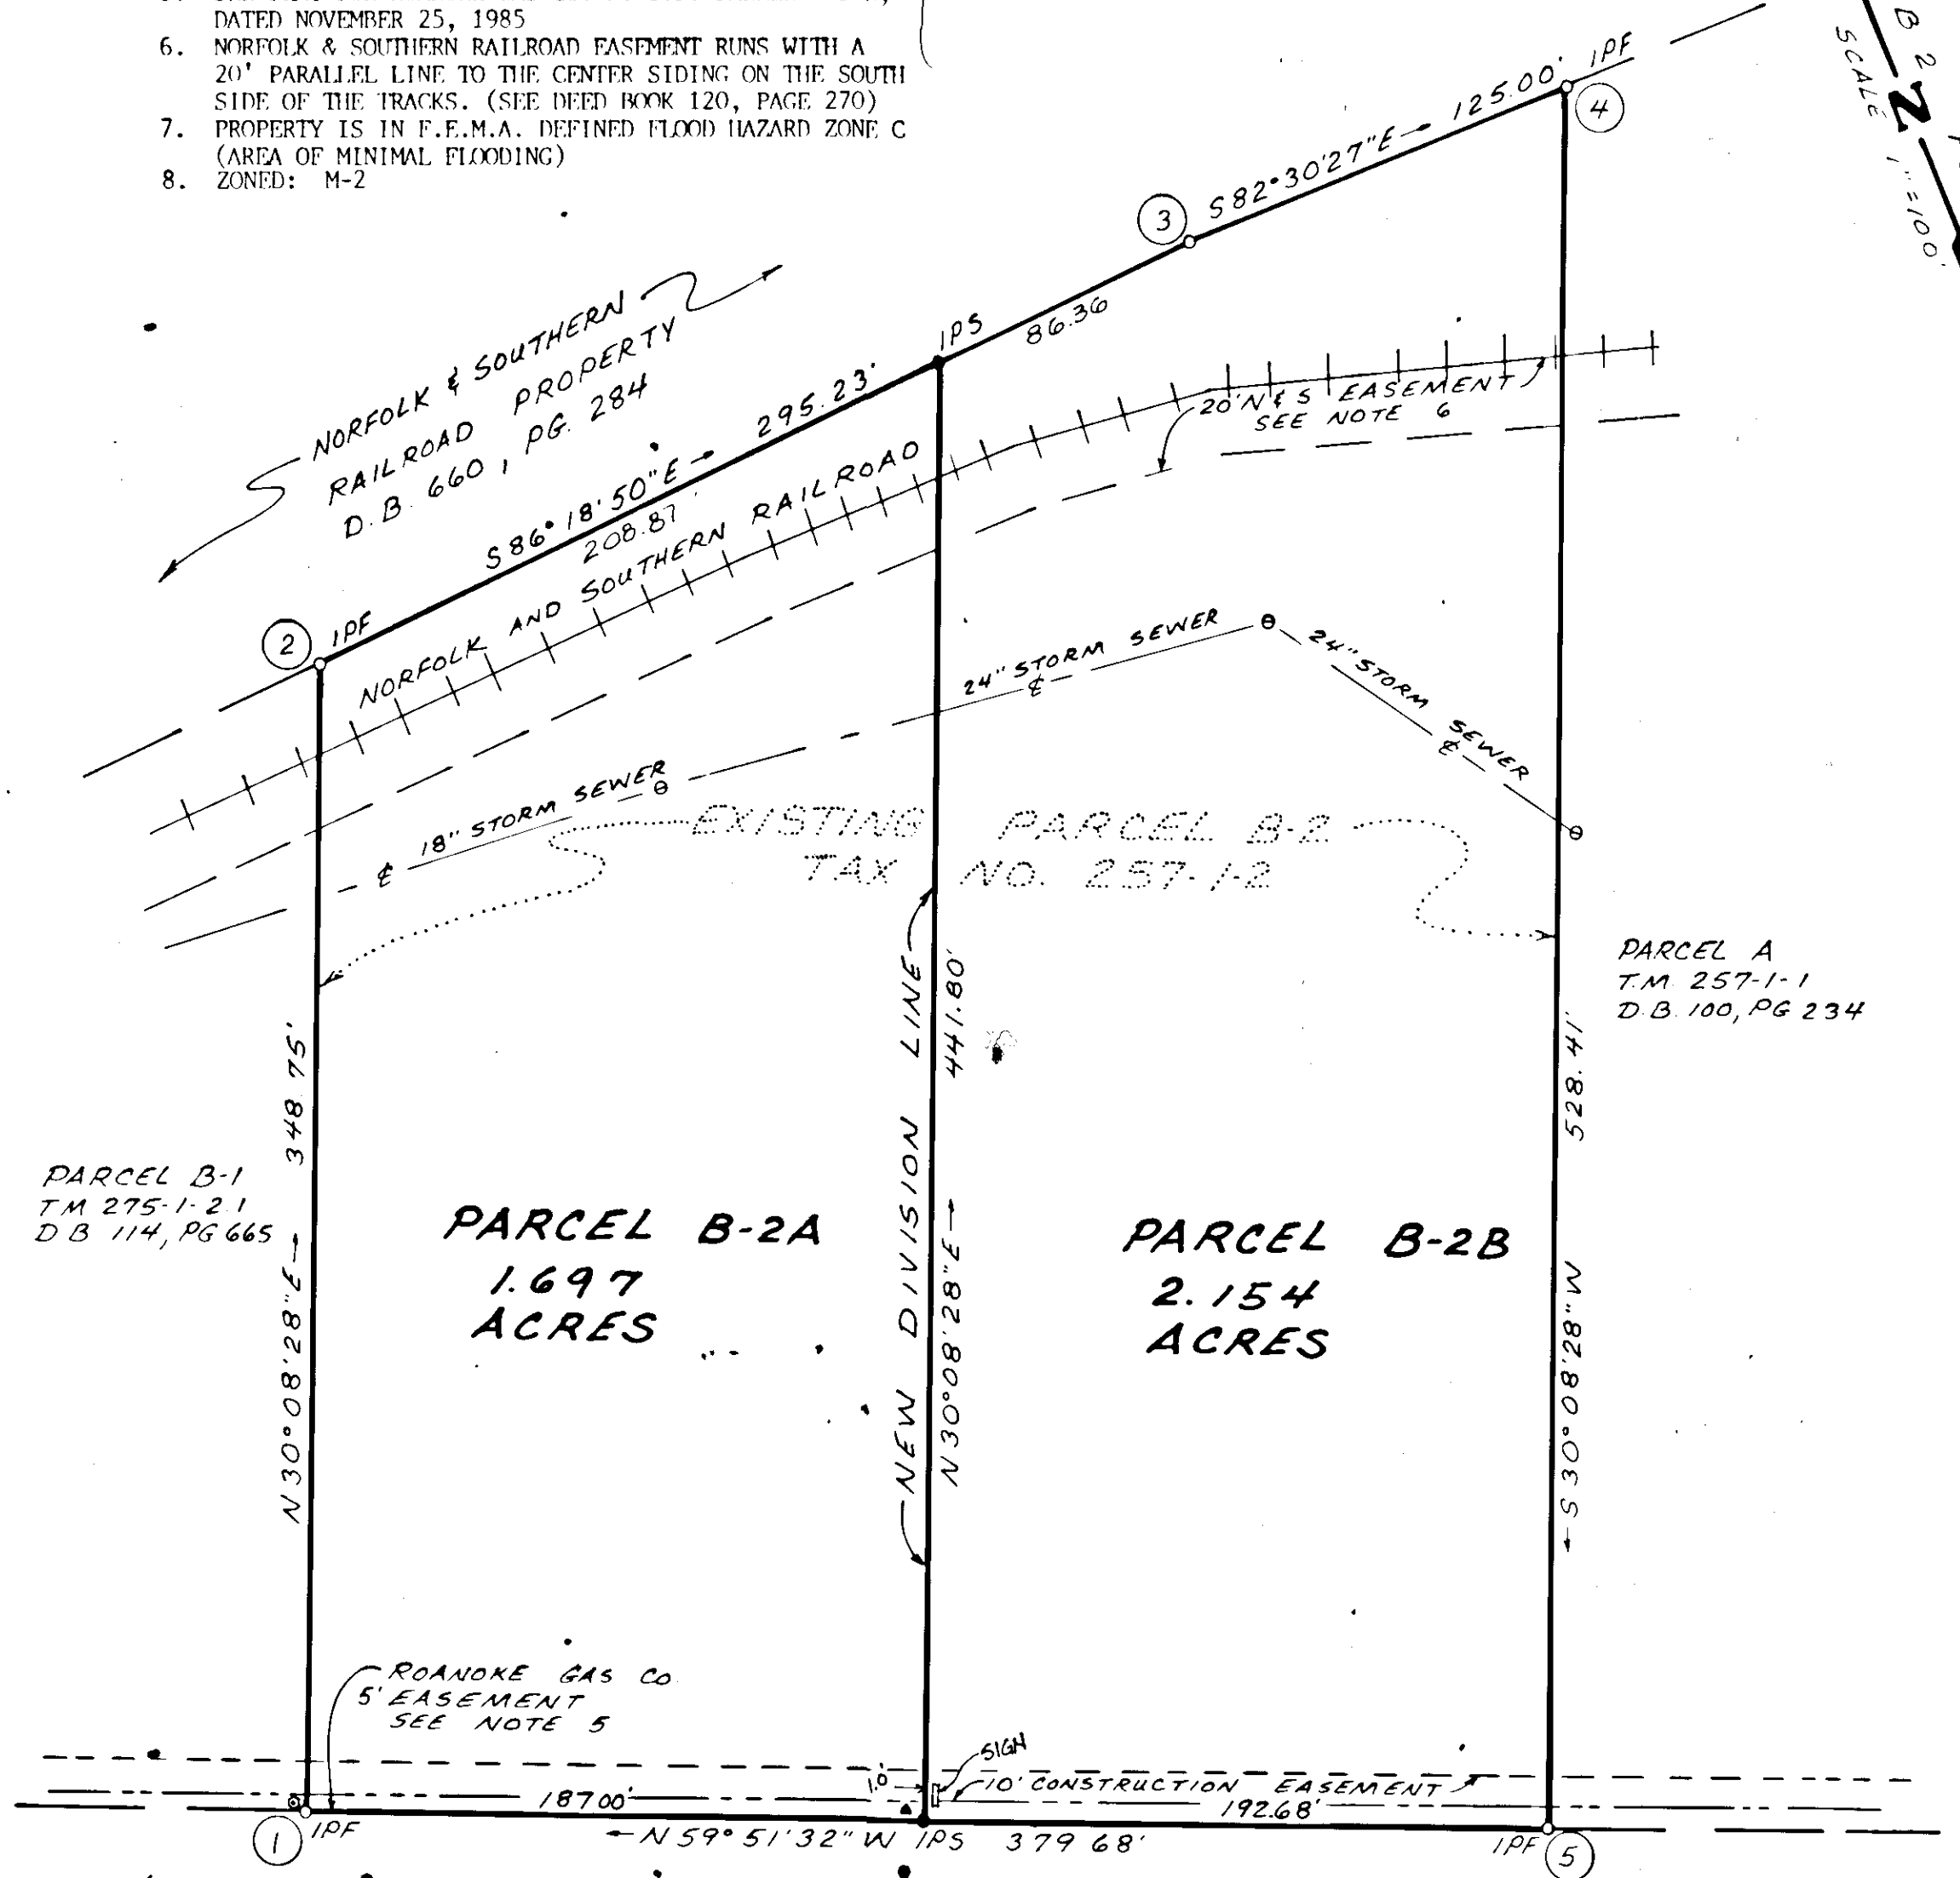 DATED NOVEMBER 25, 1985
6. NORFOLK & SOUTHERN RAILROAD EASEMENT RUNS WITH A
20' PARALLEL LINE TO THE CENTER SIDING ON THE SOUTH
SIDE OF THE TRACKS. (SEE DEED BOOK 120, PAGE 270)
7. PROPERTY IS IN F.E.M.A. DEFINED FLOOD HAZARD ZONE C
(AREA OF MINIMAL FLOODING)
8. ZONED: M-2
B 2
N
SCALE 1"=100'
IPF
4
S82°30'27"E → 125.00'
3
NORFOLK & SOUTHERN
RAILROAD PROPERTY
D.B. 660, PG. 284
IPS
86.36
S86°18'50"E → 295.23'
208.87'
20' N & S EASEMENT
SEE NOTE 6
2
IPF
NORFOLK AND SOUTHERN RAILROAD
24" STORM SEWER
℄
24" STORM SEWER
℄
18" STORM SEWER
℄
EXISTING PARCEL B-2
TAX NO. 257-1-2
PARCEL A
T.M. 257-1-1
D.B. 100, PG 234
PARCEL B-1
TM 275-1-2.1
D B 114, PG 665
N30°08'28"E → 348.75'
NEW DIVISION LINE
N30°08'28"E → 441.80'
← S30°08'28"W 528.41'
PARCEL B-2A
1.697
ACRES
PARCEL B-2B
2.154
ACRES
ROANOKE GAS CO.
5' EASEMENT
SEE NOTE 5
SIGN
1.0'
10' CONSTRUCTION EASEMENT
187.00'
192.68'
1
IPF
← N59°51'32"W IPS 379.68'
IPF
5